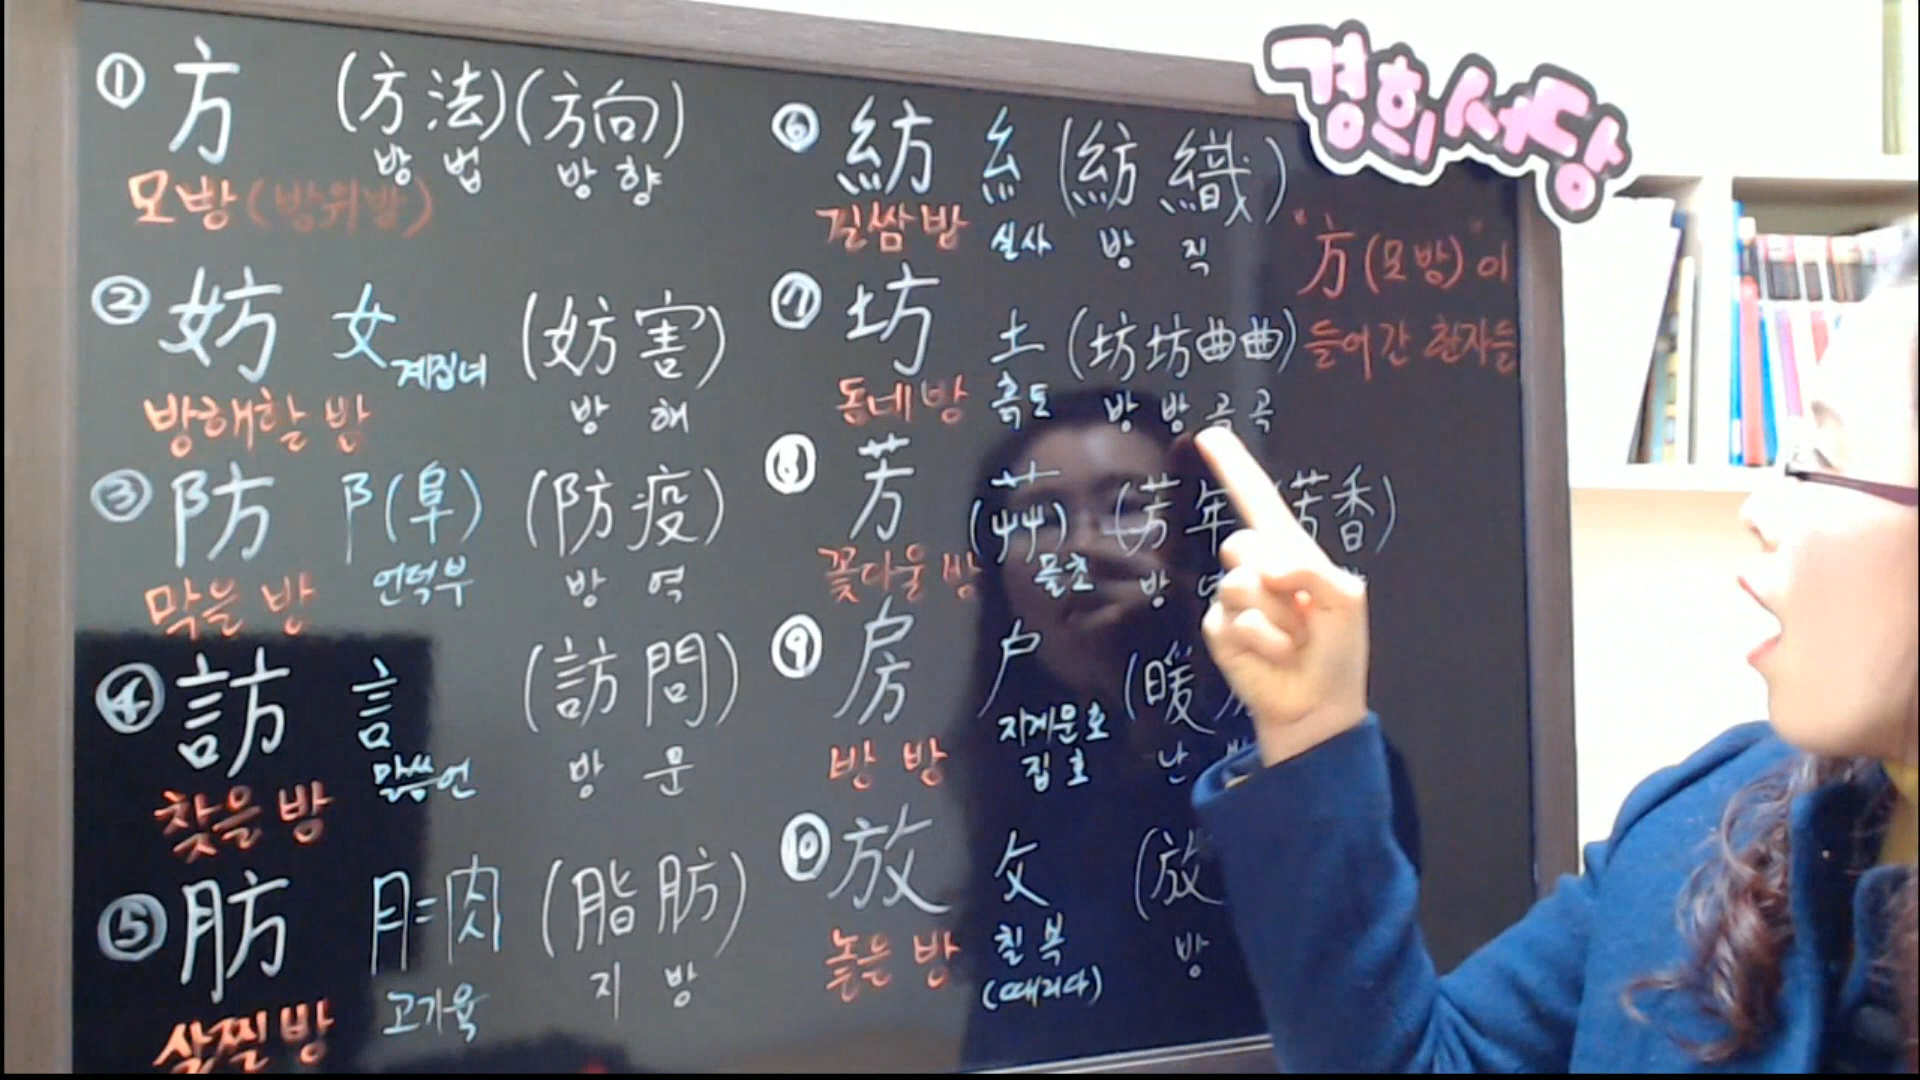 경희서당
"方(모방)"이
들어간 한자들
① 方 (方法)(方向)
방 법 방 향
모방(방위방)
② 妨 女 (妨害)
계집녀
방해할 방 방 해
③ 防 阝(阜) (防疫)
막을 방 언덕부 방 역
④ 訪 言 (訪問)
찾을 방 말씀언 방 문
⑤ 肪 月=肉 (脂肪)
살찔 방 고기육 지 방
⑥ 紡 糸 (紡織)
길쌈 방 실사 방 직
⑦ 坊 土 (坊坊曲曲)
동네 방 흙토 방 방 곡 곡
⑧ 芳 艹 (芳年 芳香)
(艸)
꽃다울 방 풀초 방
⑨ 房 户 (暖
방 방 지게문호 난
집 호
⑩ 放 攵 (放
놓을 방 칠 복 방
(때리다)